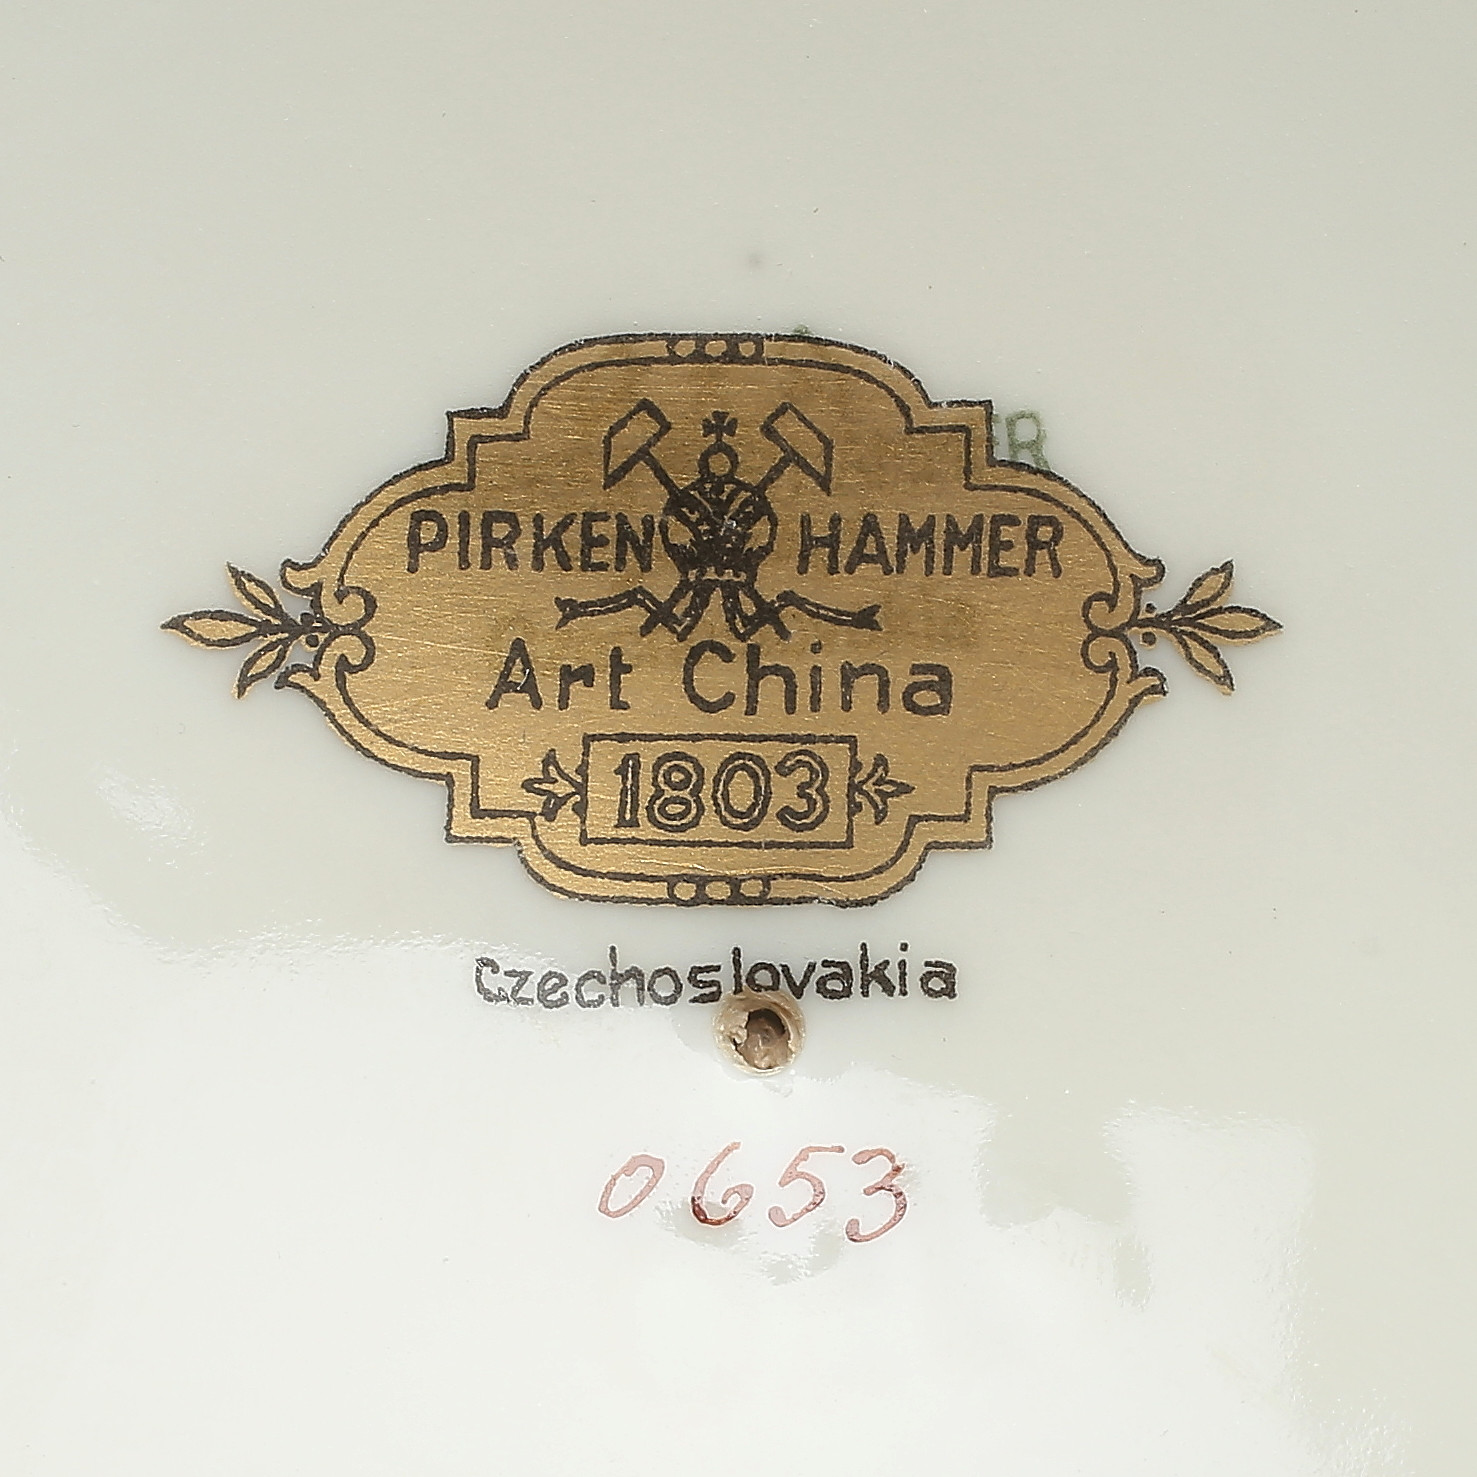 PIRKEN HAMMER
Art China
1803
Czechoslovakia
0653